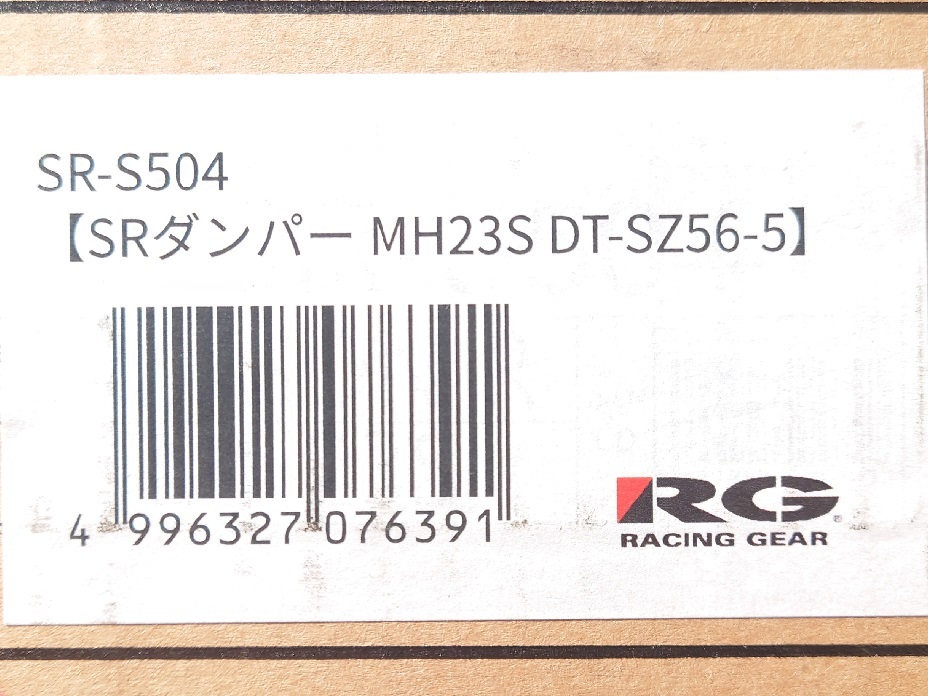 SR-S504
【SRダンパー MH23S DT-SZ56-5】
4 996327 076391
RG®
RACING GEAR